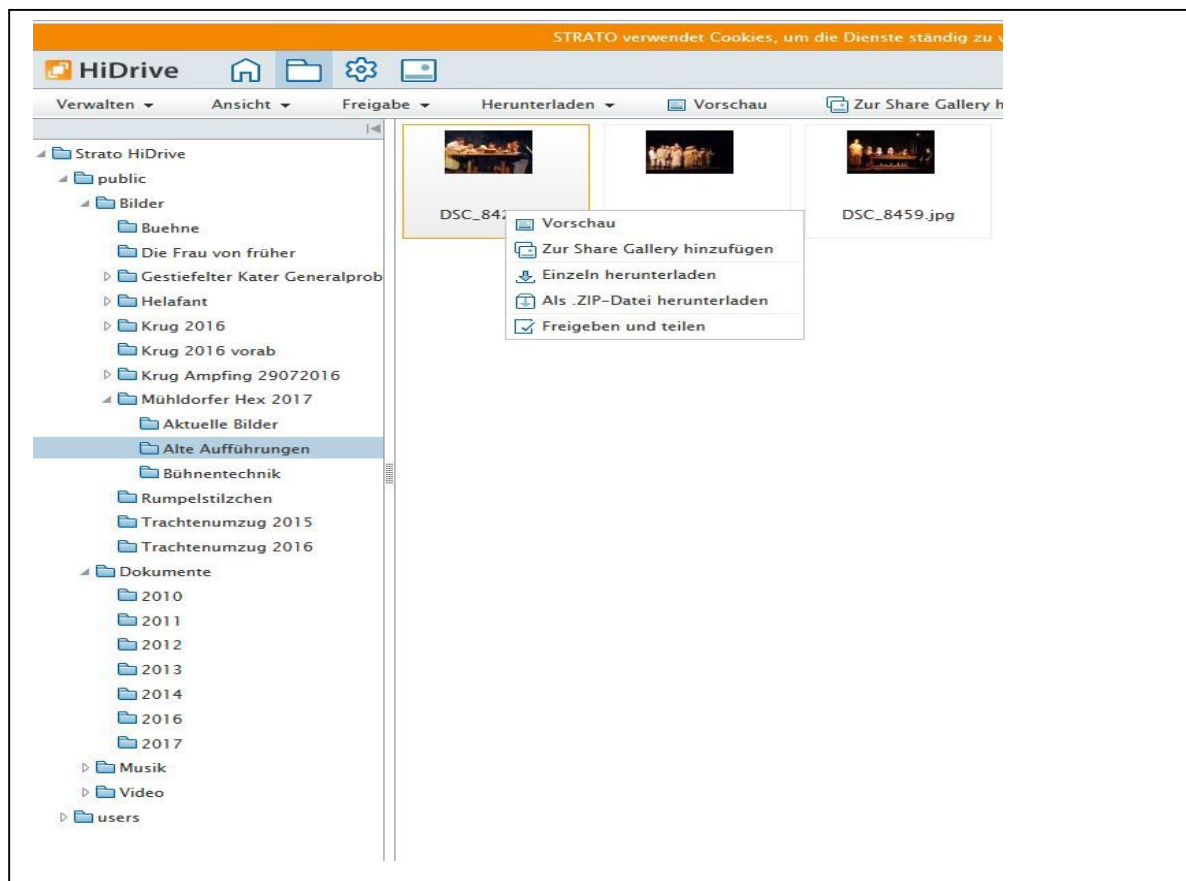 STRATO verwendet Cookies, um die Dienste ständig zu
HiDrive
Verwalten Ansicht Freigabe Herunterladen Vorschau Zur Share Gallery h
Strato HiDrive
public
Bilder
Buehne
Die Frau von früher
Gestiefelter Kater Generalprob
Helafant
Krug 2016
Krug 2016 vorab
Krug Ampfing 29072016
Mühldorfer Hex 2017
Aktuelle Bilder
Alte Aufführungen
Bühnentechnik
Rumpelstilzchen
Trachtenumzug 2015
Trachtenumzug 2016
Dokumente
2010
2011
2012
2013
2014
2016
2017
Musik
Video
users
DSC_842
DSC_8459.jpg
Vorschau
Zur Share Gallery hinzufügen
Einzeln herunterladen
Als .ZIP-Datei herunterladen
Freigeben und teilen